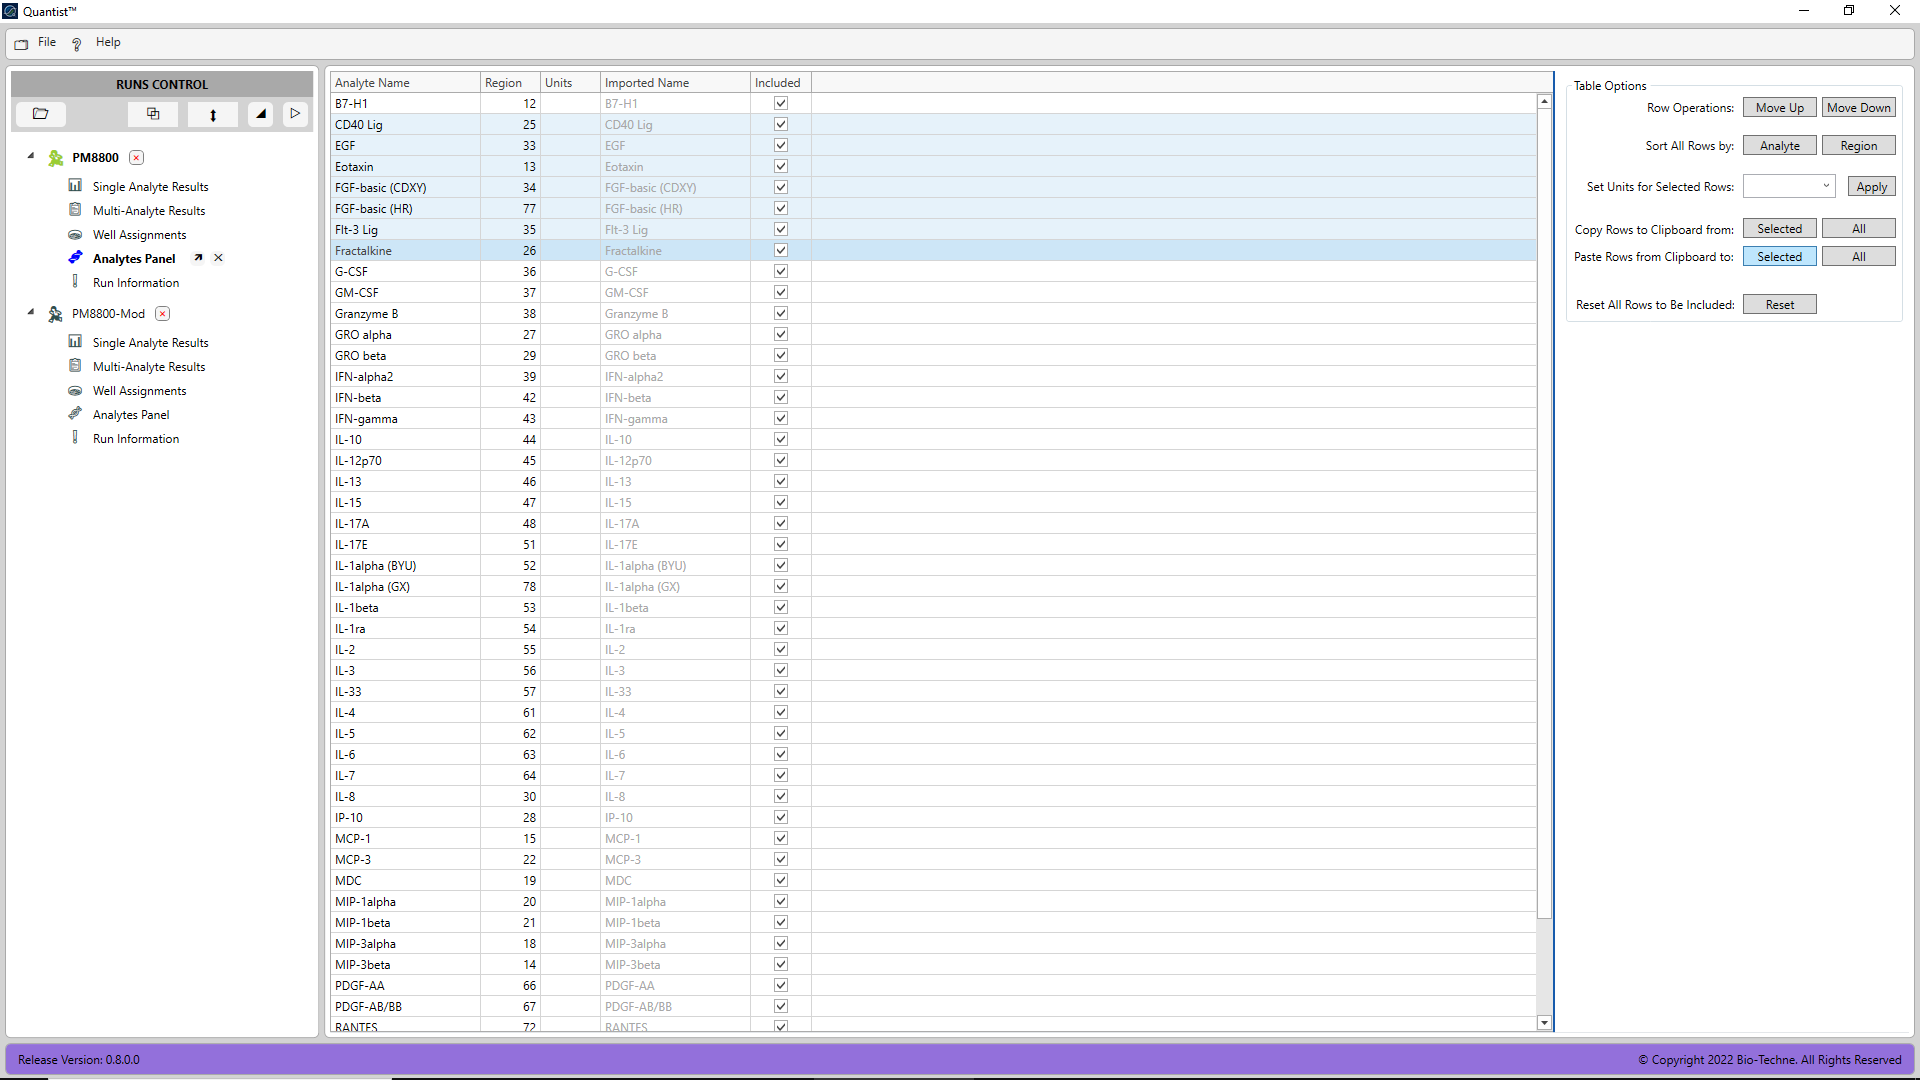 Quantist™
File Help
RUNS CONTROL
PM8800
Single Analyte Results
Multi-Analyte Results
Well Assignments
Analytes Panel
Run Information
PM8800-Mod
Single Analyte Results
Multi-Analyte Results
Well Assignments
Analytes Panel
Run Information
Analyte Name Region Units Imported Name Included
B7-H1 12 B7-H1
CD40 Lig 25 CD40 Lig
EGF 33 EGF
Eotaxin 13 Eotaxin
FGF-basic (CDXY) 34 FGF-basic (CDXY)
FGF-basic (HR) 77 FGF-basic (HR)
Flt-3 Lig 35 Flt-3 Lig
Fractalkine 26 Fractalkine
G-CSF 36 G-CSF
GM-CSF 37 GM-CSF
Granzyme B 38 Granzyme B
GRO alpha 27 GRO alpha
GRO beta 29 GRO beta
IFN-alpha2 39 IFN-alpha2
IFN-beta 42 IFN-beta
IFN-gamma 43 IFN-gamma
IL-10 44 IL-10
IL-12p70 45 IL-12p70
IL-13 46 IL-13
IL-15 47 IL-15
IL-17A 48 IL-17A
IL-17E 51 IL-17E
IL-1alpha (BYU) 52 IL-1alpha (BYU)
IL-1alpha (GX) 78 IL-1alpha (GX)
IL-1beta 53 IL-1beta
IL-1ra 54 IL-1ra
IL-2 55 IL-2
IL-3 56 IL-3
IL-33 57 IL-33
IL-4 61 IL-4
IL-5 62 IL-5
IL-6 63 IL-6
IL-7 64 IL-7
IL-8 30 IL-8
IP-10 28 IP-10
MCP-1 15 MCP-1
MCP-3 22 MCP-3
MDC 19 MDC
MIP-1alpha 20 MIP-1alpha
MIP-1beta 21 MIP-1beta
MIP-3alpha 18 MIP-3alpha
MIP-3beta 14 MIP-3beta
PDGF-AA 66 PDGF-AA
PDGF-AB/BB 67 PDGF-AB/BB
RANTES 72 RANTES
Table Options
Row Operations: Move Up Move Down
Sort All Rows by: Analyte Region
Set Units for Selected Rows: Apply
Copy Rows to Clipboard from: Selected All
Paste Rows from Clipboard to: Selected All
Reset All Rows to Be Included: Reset
Release Version: 0.8.0.0
© Copyright 2022 Bio-Techne. All Rights Reserved